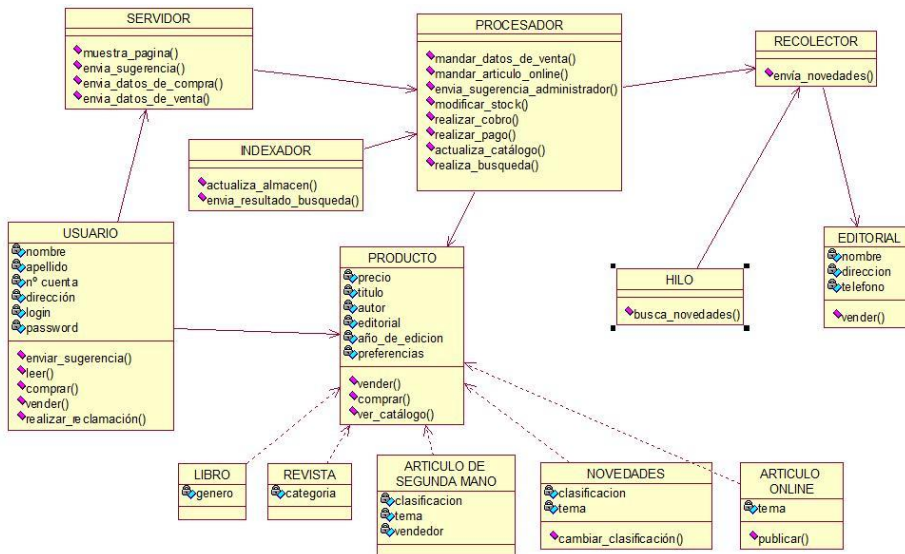 SERVIDOR
muestra_pagina()
envia_sugerencia()
envia_datos_de_compra()
envia_datos_de_venta()
PROCESADOR
mandar_datos_de_venta()
mandar_articulo_online()
envia_sugerencia_administrador()
modificar_stock()
realizar_cobro()
realizar_pago()
actualiza_catálogo()
realiza_busqueda()
RECOLECTOR
envía_novedades()
INDEXADOR
actualiza_almacen()
envia_resultado_busqueda()
USUARIO
nombre
apellido
nº cuenta
dirección
login
password
enviar_sugerencia()
leer()
comprar()
vender()
realizar_reclamación()
PRODUCTO
precio
titulo
autor
editorial
año_de_edicion
preferencias
vender()
comprar()
ver_catálogo()
HILO
busca_novedades()
EDITORIAL
nombre
direccion
telefono
vender()
LIBRO
genero
REVISTA
categoria
ARTICULO DE
SEGUNDA MANO
clasificacion
tema
vendedor
NOVEDADES
clasificacion
tema
cambiar_clasificación()
ARTICULO
ONLINE
tema
publicar()